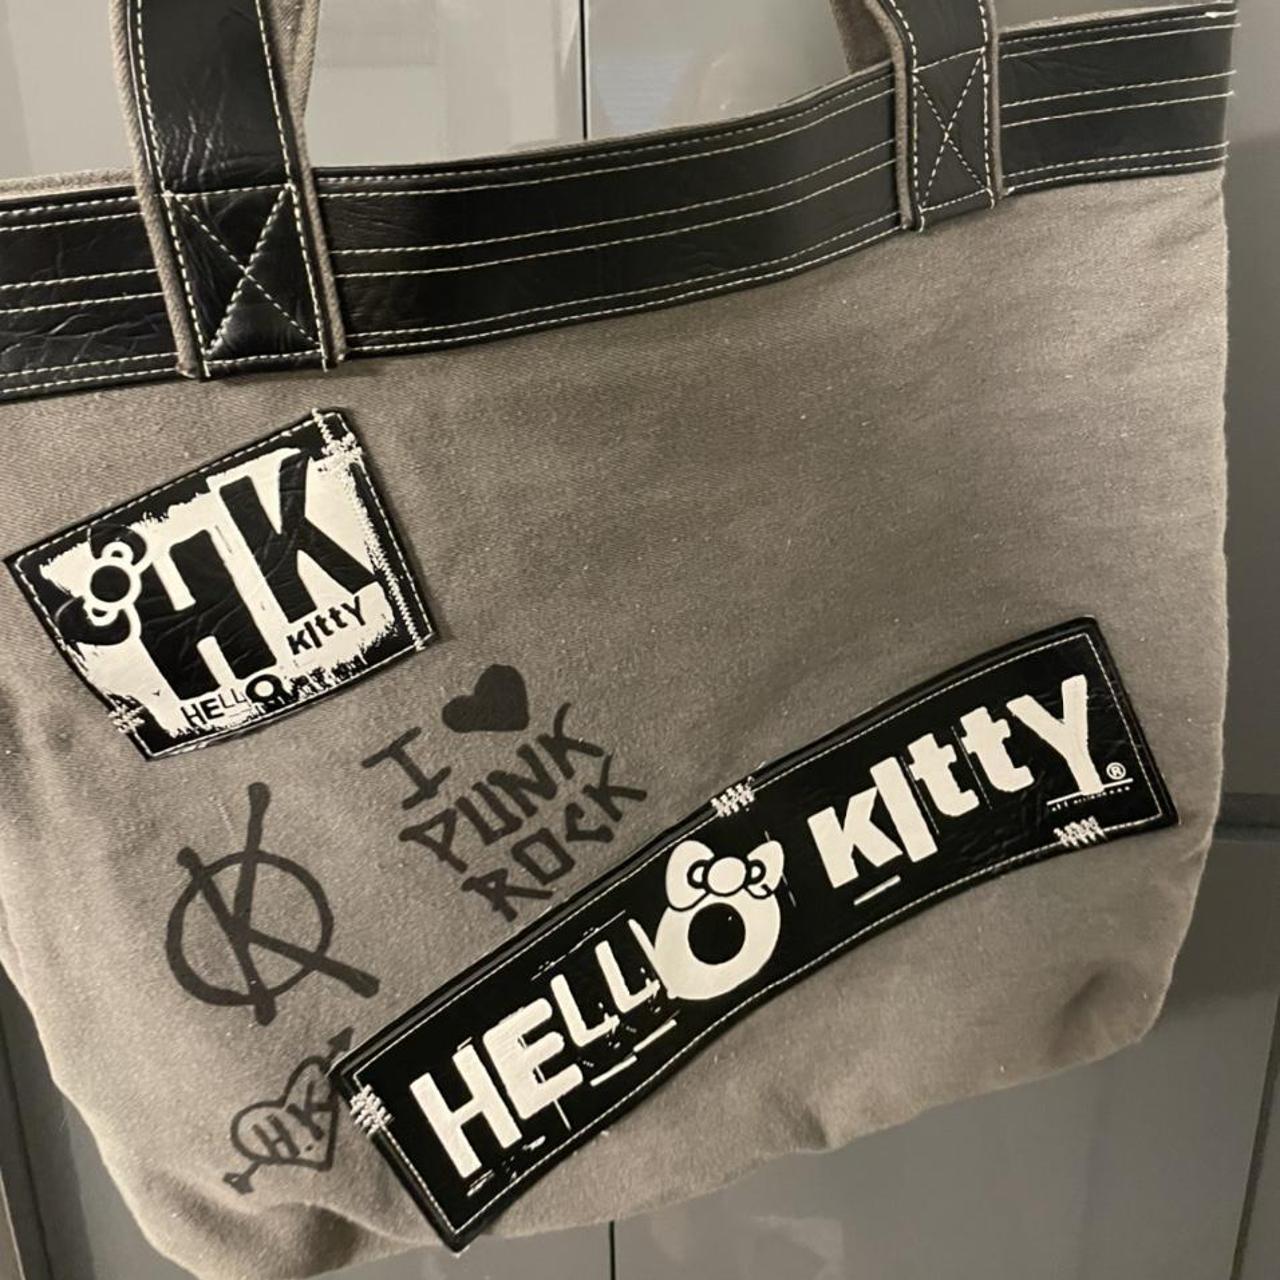 HK
kItty
HELLO
I ♥
PUNK
ROCK
K
HELLO kItty®
H.K